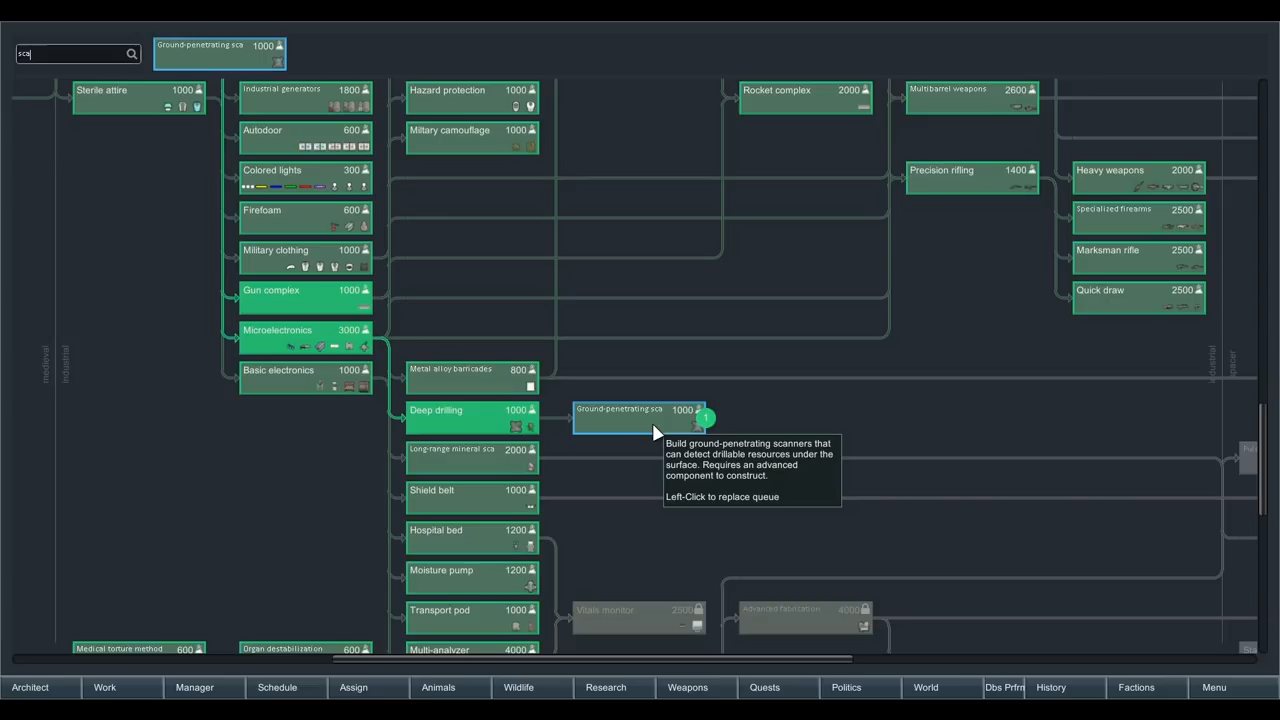 sca
Ground-penetrating sca 1000
Sterile attire 1000
Industrial generators 1800
Hazard protection 1000
Rocket complex 2000
Multibarrel weapons 2600
Autodoor 600
Miltary camouflage 1000
Colored lights 300
Precision rifling 1400
Heavy weapons 2000
Firefoam 600
Specialized firearms 2500
Military clothing 1000
Marksman rifle 2500
Gun complex 1000
Quick draw 2500
Microelectronics 3000
medieval
industrial
industrial
spacer
Basic electronics 1000
Metal alloy barricades 800
Deep drilling 1000
Ground-penetrating sca 1000
1
Build ground-penetrating scanners that
can detect drillable resources under the
surface. Requires an advanced
component to construct.
Left-Click to replace queue
Long-range mineral sca 2000
Shield belt 1000
Hospital bed 1200
Moisture pump 1200
Transport pod 1000
Vitals monitor 2500
Advanced fabrication 4000
Medical torture method 600
Organ destabilization 600
Multi-analyzer 4000
Architect Work Manager Schedule Assign Animals Wildlife Research Weapons Quests Politics World Dbs Prfrm History Factions Menu